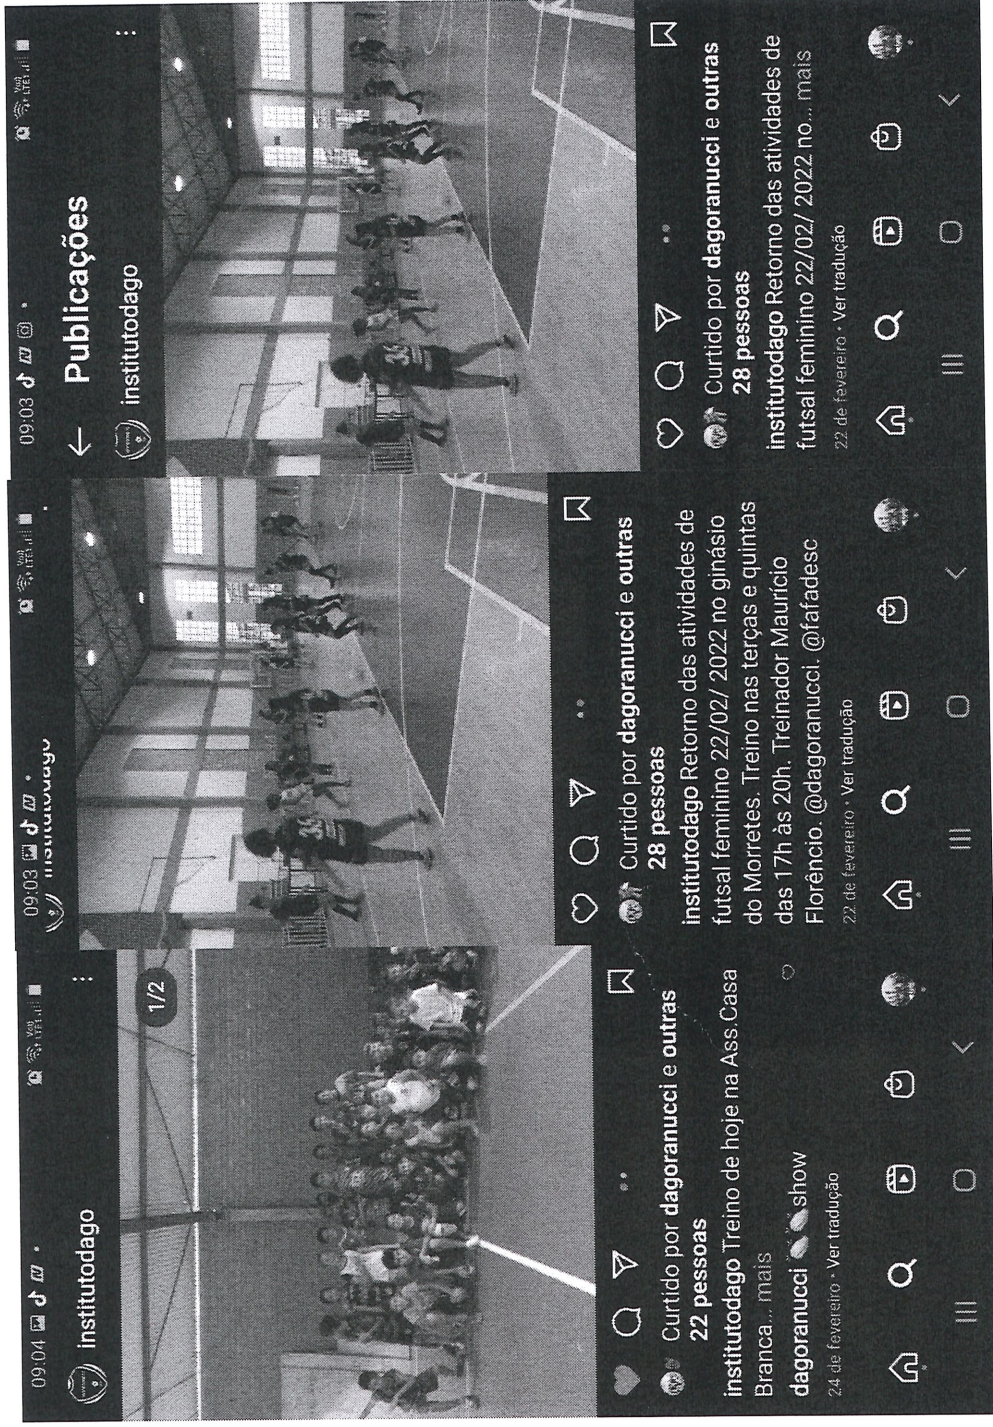 09:04
institutodago
1/2
Curtido por dagoranucci e outras
22 pessoas
institutodago Treino de hoje na Ass.Casa
Branca... mais
dagoranucci 👏👏show
24 de fevereiro • Ver tradução
09:03
institutodago
Curtido por dagoranucci e outras
28 pessoas
institutodago Retorno das atividades de
futsal feminino 22/02/ 2022 no ginásio
do Morretes. Treino nas terças e quintas
das 17h às 20h. Treinador Maurício
Florêncio. @dagoranucci. @fafadesc
22 de fevereiro • Ver tradução
09:03
Publicações
institutodago
Curtido por dagoranucci e outras
28 pessoas
institutodago Retorno das atividades de
futsal feminino 22/02/ 2022 no... mais
22 de fevereiro • Ver tradução